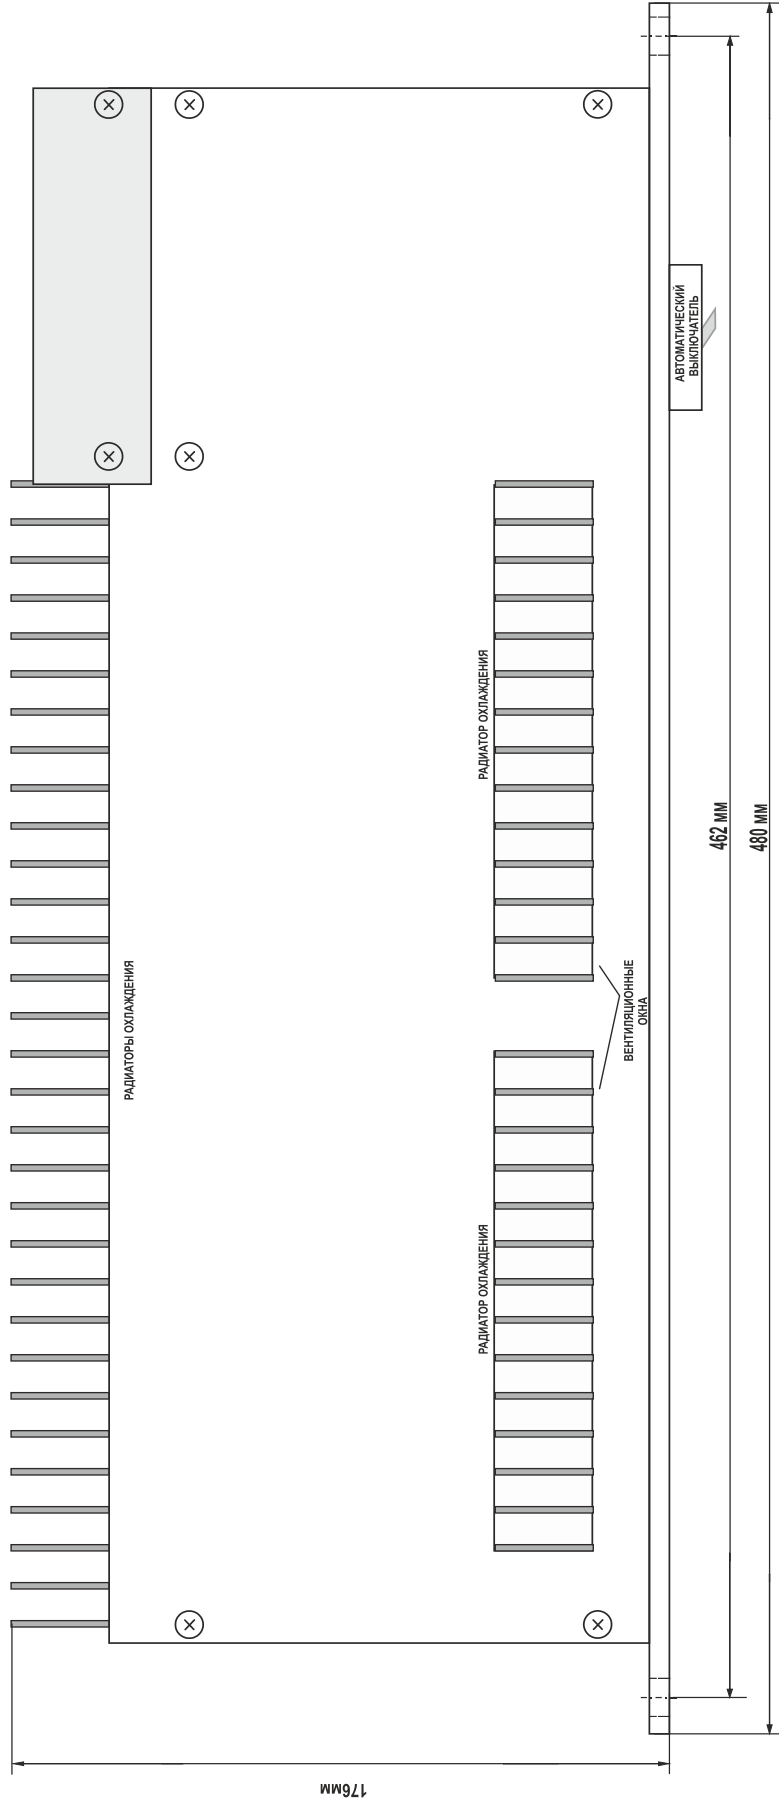 АВТОМАТИЧЕСКИЙ
ВЫКЛЮЧАТЕЛЬ
РАДИАТОР ОХЛАЖДЕНИЯ
462 мм
480 мм
РАДИАТОРЫ ОХЛАЖДЕНИЯ
ВЕНТИЛЯЦИОННЫЕ
ОКНА
РАДИАТОР ОХЛАЖДЕНИЯ
176мм